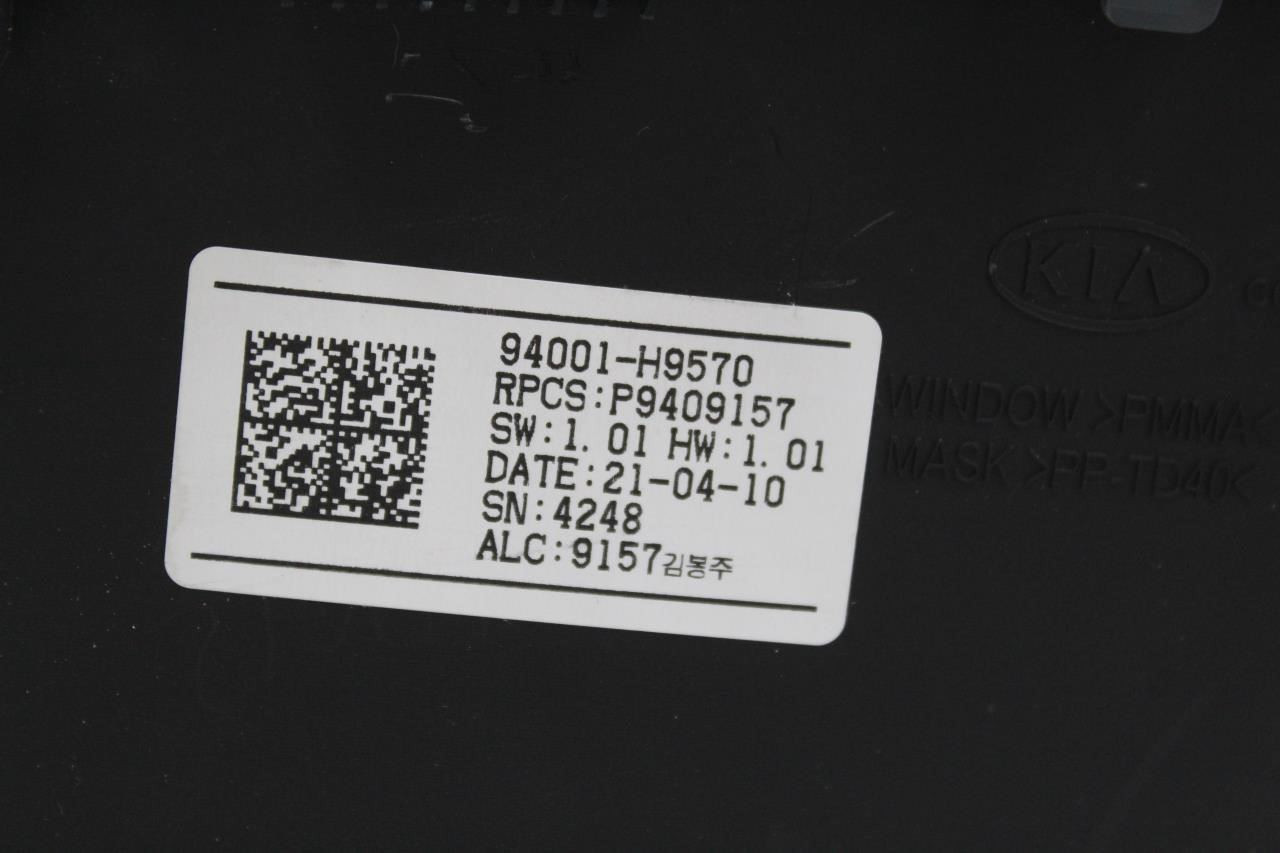 94001-H9570
RPCS:P9409157
SW:1.01 HW:1.01
DATE:21-04-10
SN:4248
ALC:9157김봉주
KIA
WINDOW >PMMA<
MASK >PP-TD40<